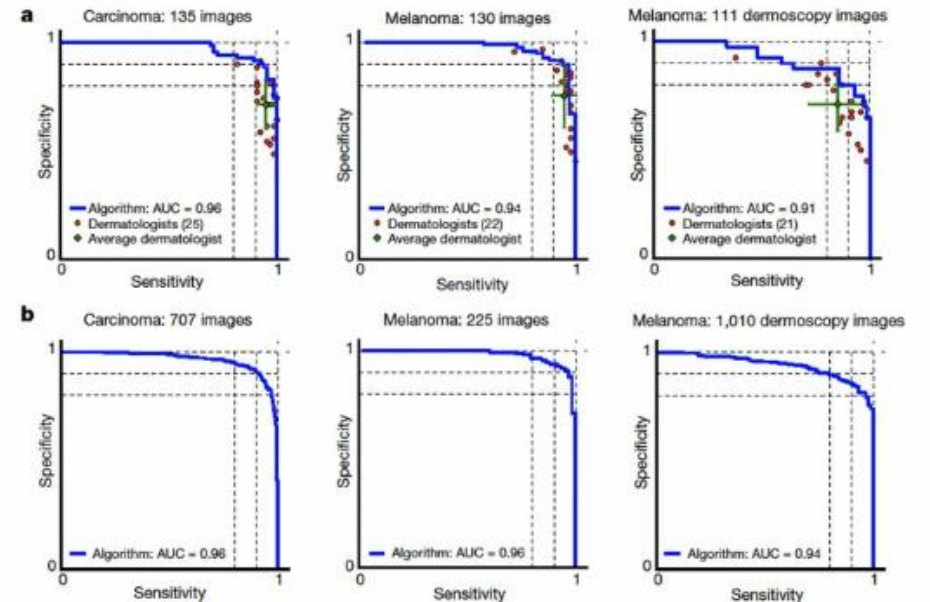 a
Carcinoma: 135 images
1
Specificity
Algorithm: AUC = 0.96
Dermatologists (25)
Average dermatologist
0
0
1
Sensitivity
Melanoma: 130 images
1
Specificity
Algorithm: AUC = 0.94
Dermatologists (22)
Average dermatologist
0
0
1
Sensitivity
Melanoma: 111 dermoscopy images
1
Specificity
Algorithm: AUC = 0.91
Dermatologists (21)
Average dermatologist
0
0
1
Sensitivity
b
Carcinoma: 707 images
1
Specificity
Algorithm: AUC = 0.96
0
0
1
Sensitivity
Melanoma: 225 images
1
Specificity
Algorithm: AUC = 0.96
0
0
1
Sensitivity
Melanoma: 1,010 dermoscopy images
1
Specificity
Algorithm: AUC = 0.94
0
0
1
Sensitivity